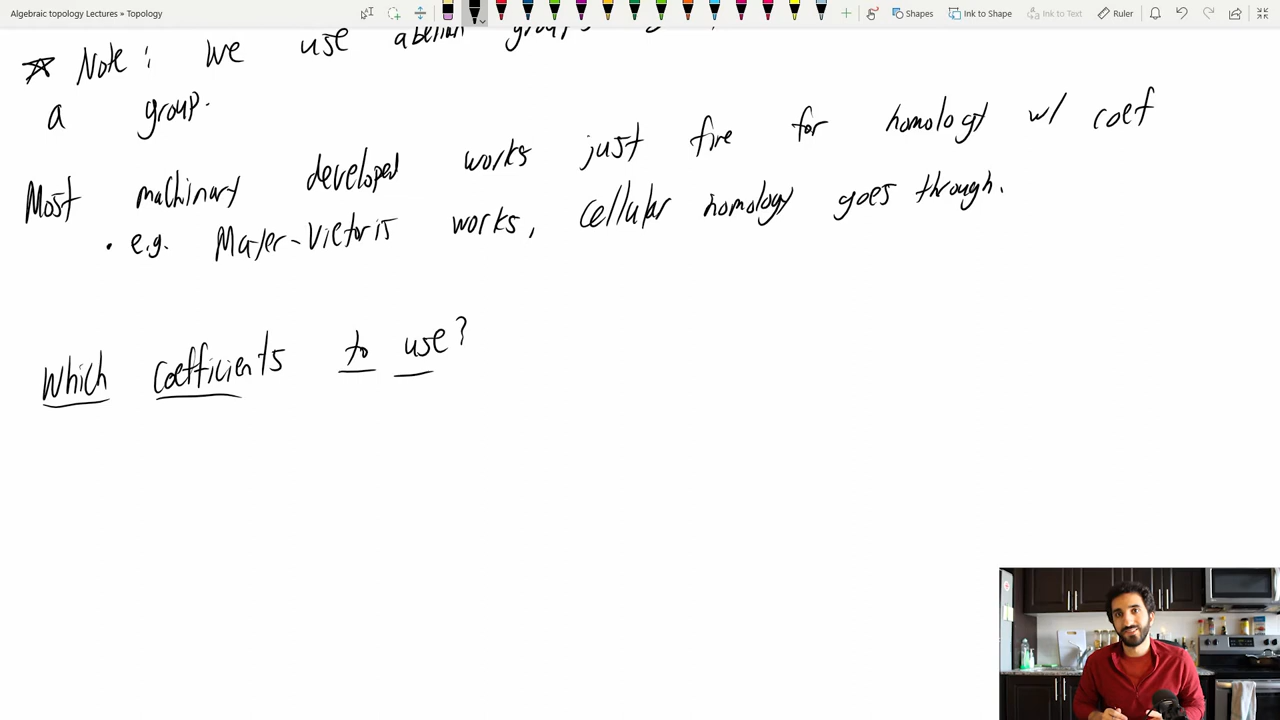 Algebraic topology Lectures » Topology
Shapes
Ink to Shape
Ink to Text
Ruler
Note: We use abelian
a group.
Most machinary developed works just fine for homology w/ coef
• e.g. Mayer-Vietoris works, cellular homology goes through.
Which coefficients to use?